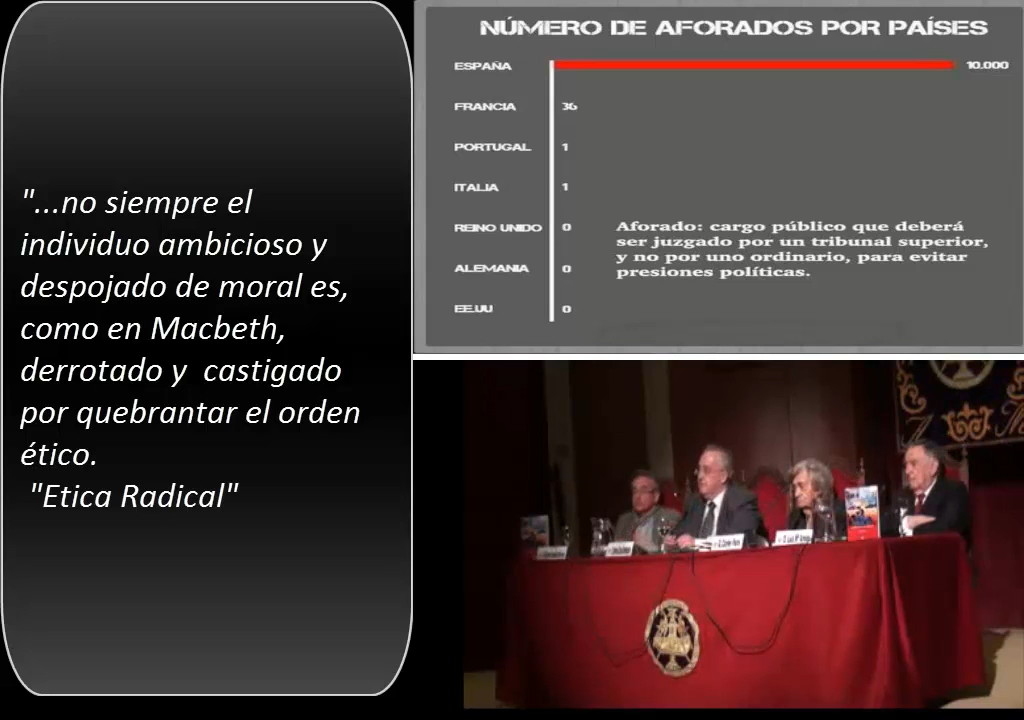 "...no siempre el
individuo ambicioso y
despojado de moral es,
como en Macbeth,
derrotado y castigado
por quebrantar el orden
ético.
"Etica Radical"
NÚMERO DE AFORADOS POR PAÍSES
ESPAÑA 10.000
FRANCIA 36
PORTUGAL 1
ITALIA 1
REINO UNIDO 0
ALEMANIA 0
EE.UU 0
Aforado: cargo público que deberá
ser juzgado por un tribunal superior,
y no por uno ordinario, para evitar
presiones políticas.